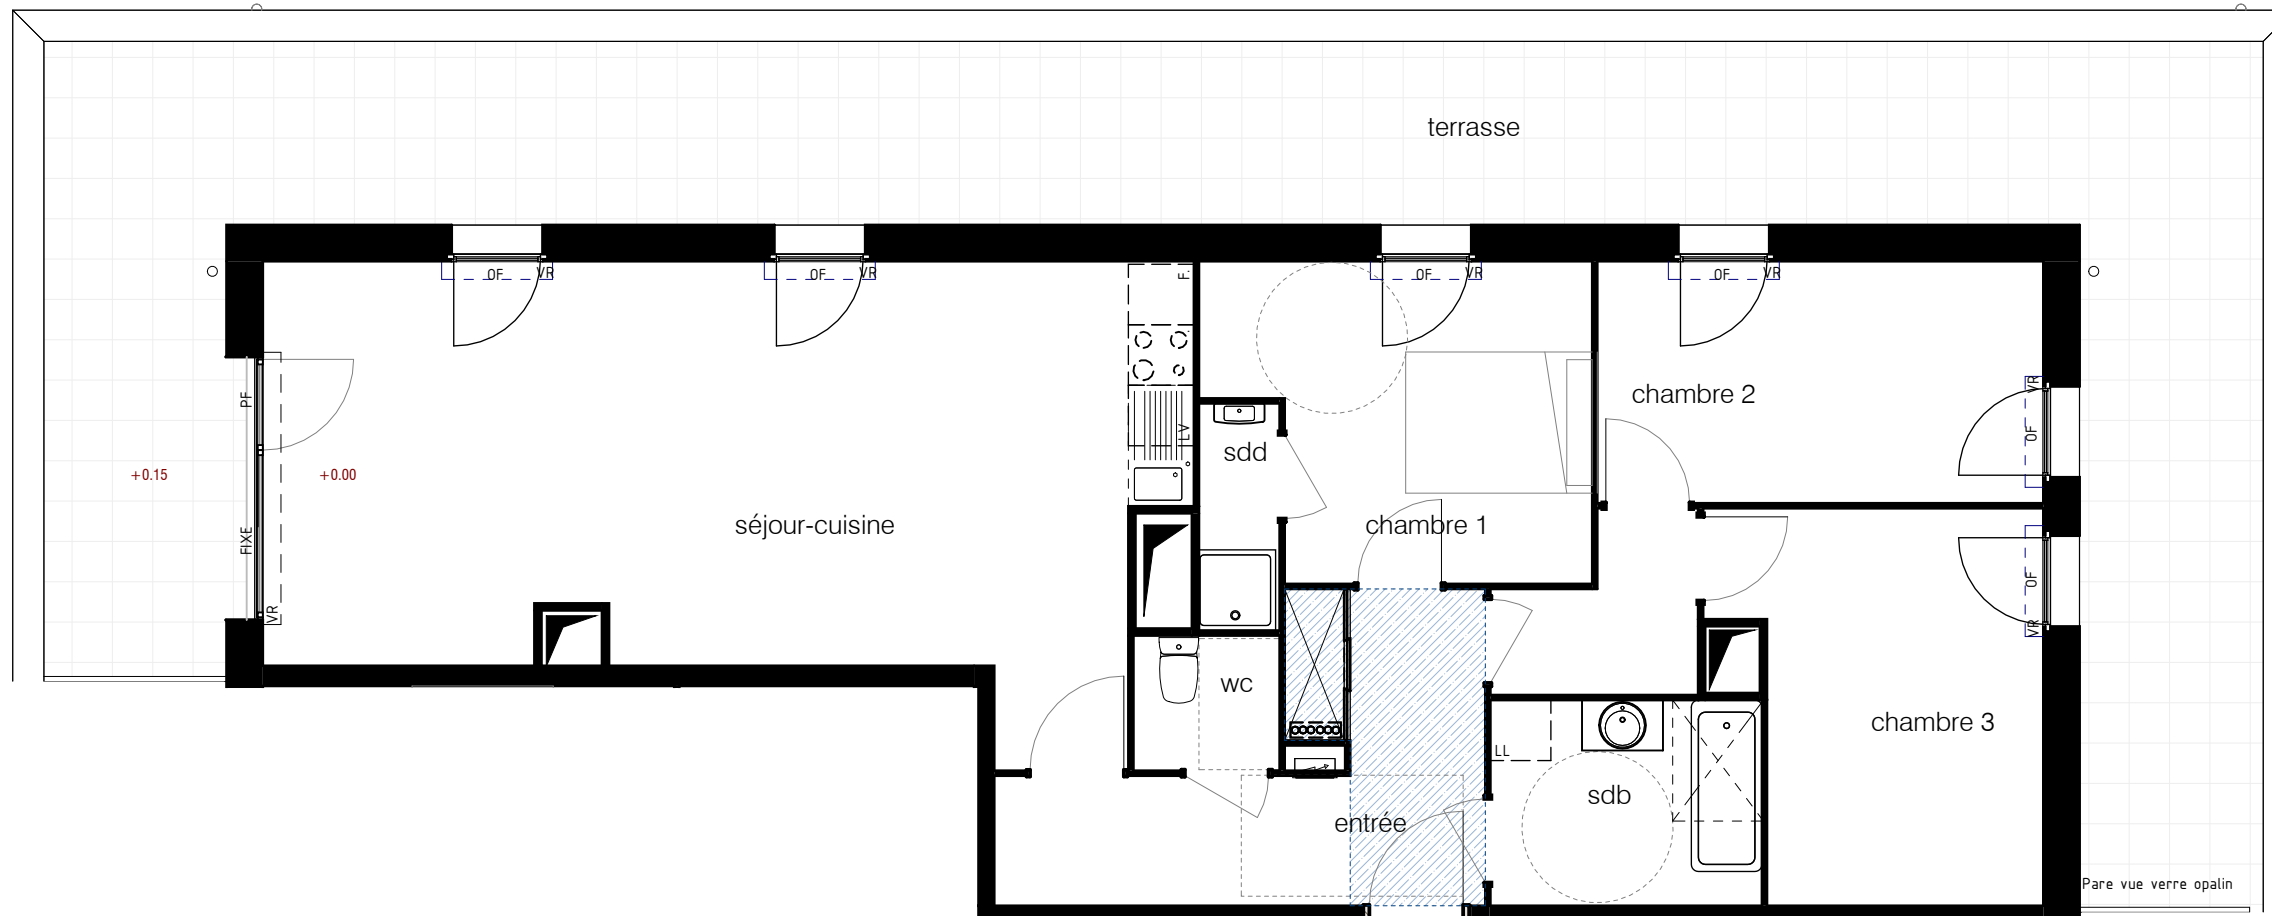 terrasse
OF VR
OF VR
OF VR
OF VR
F.
PF
LV
sdd
chambre 2
VR
OF
+0.15
+0.00
FIXE
séjour-cuisine
chambre 1
OF
VR
VR
wc
chambre 3
LL
sdb
entrée
Pare vue verre opalin